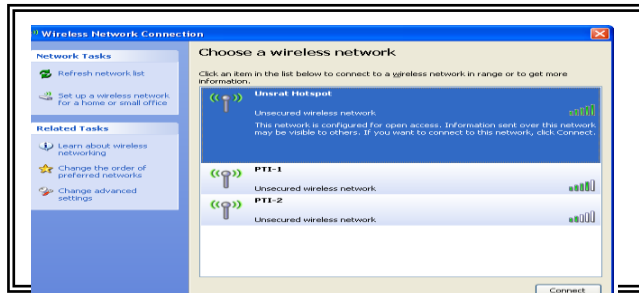 Wireless Network Connection
Network Tasks
Refresh network list
Set up a wireless network
for a home or small office
Related Tasks
Learn about wireless
networking
Change the order of
preferred networks
Change advanced
settings
Choose a wireless network
Click an item in the list below to connect to a wireless network in range or to get more
information.
Unsrat Hotspot
Unsecured wireless network
This network is configured for open access. Information sent over this network
may be visible to others. If you want to connect to this network, click Connect.
PTI-1
Unsecured wireless network
PTI-2
Unsecured wireless network
Connect